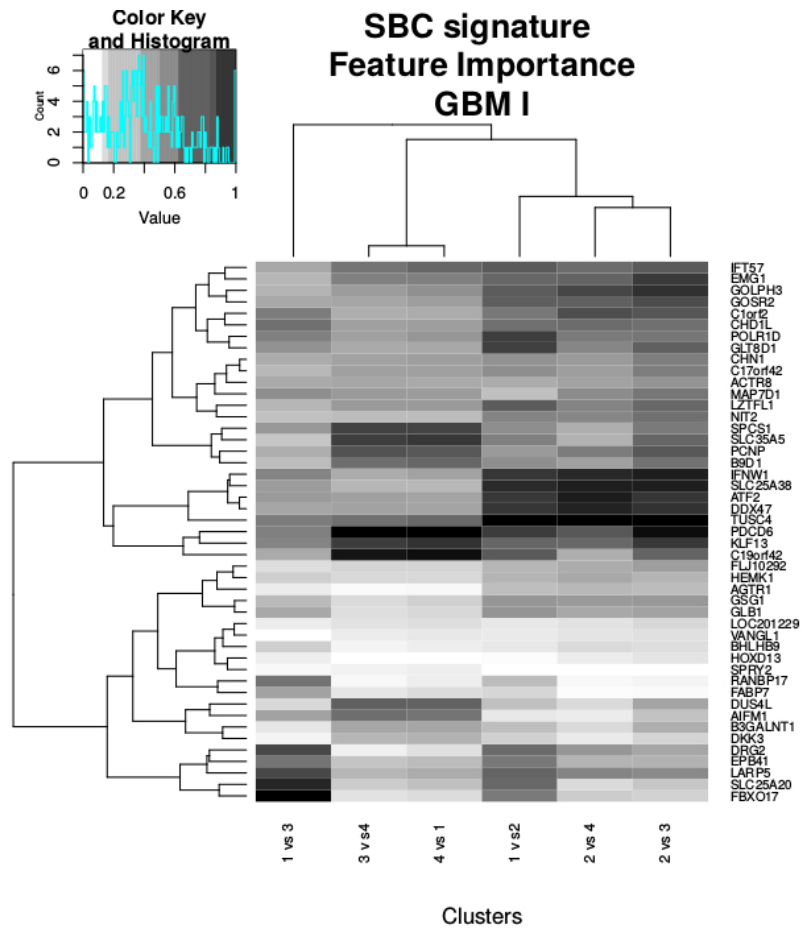 Color Key
and Histogram
Count
0 2 4 6
0 0.2 0.6 1
Value
SBC signature
Feature Importance
GBM I
IFT57
EMG1
GOLPH3
GOSR2
C1orf2
CHD1L
POLR1D
GLT8D1
CHN1
C17orf42
ACTR8
MAP7D1
LZTFL1
NIT2
SPCS1
SLC35A5
PCNP
B9D1
IFNW1
SLC25A38
ATF2
DDX47
TUSC4
PDCD6
KLF13
C19orf42
FLJ10292
HEMK1
AGTR1
GSG1
GLB1
LOC201229
VANGL1
BHLHB9
HOXD13
SPRY2
RANBP17
FABP7
DUS4L
AIFM1
B3GALNT1
DKK3
DRG2
EPB41
LARP5
SLC25A20
FBXO17
1 vs 3
3 v s4
4 vs 1
1 v s2
2 vs 4
2 vs 3
Clusters